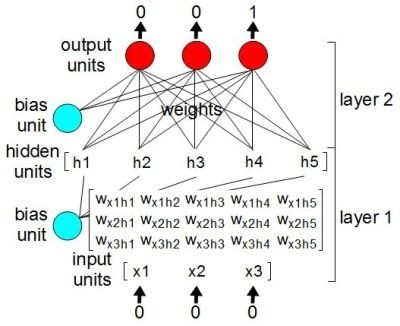 0 0 1
output
units
bias
unit
weights
layer 2
hidden
units
[ h1 h2 h3 h4 h5 ]
bias
unit
wx1h1 wx1h2 wx1h3 wx1h4 wx1h5
wx2h1 wx2h2 wx2h3 wx2h4 wx2h5
wx3h1 wx3h2 wx3h3 wx3h4 wx3h5
layer 1
input
units
[ x1 x2 x3 ]
0 0 0